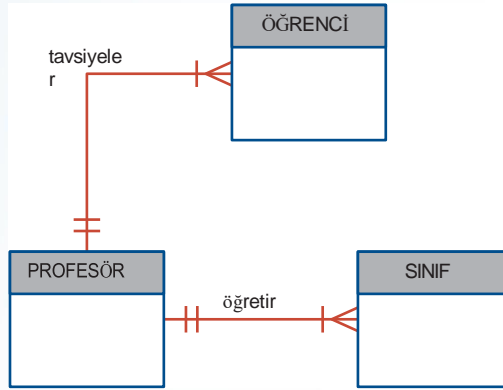 ÖĞRENCİ
tavsiyele
r
PROFESÖR
öğretir
SINIF